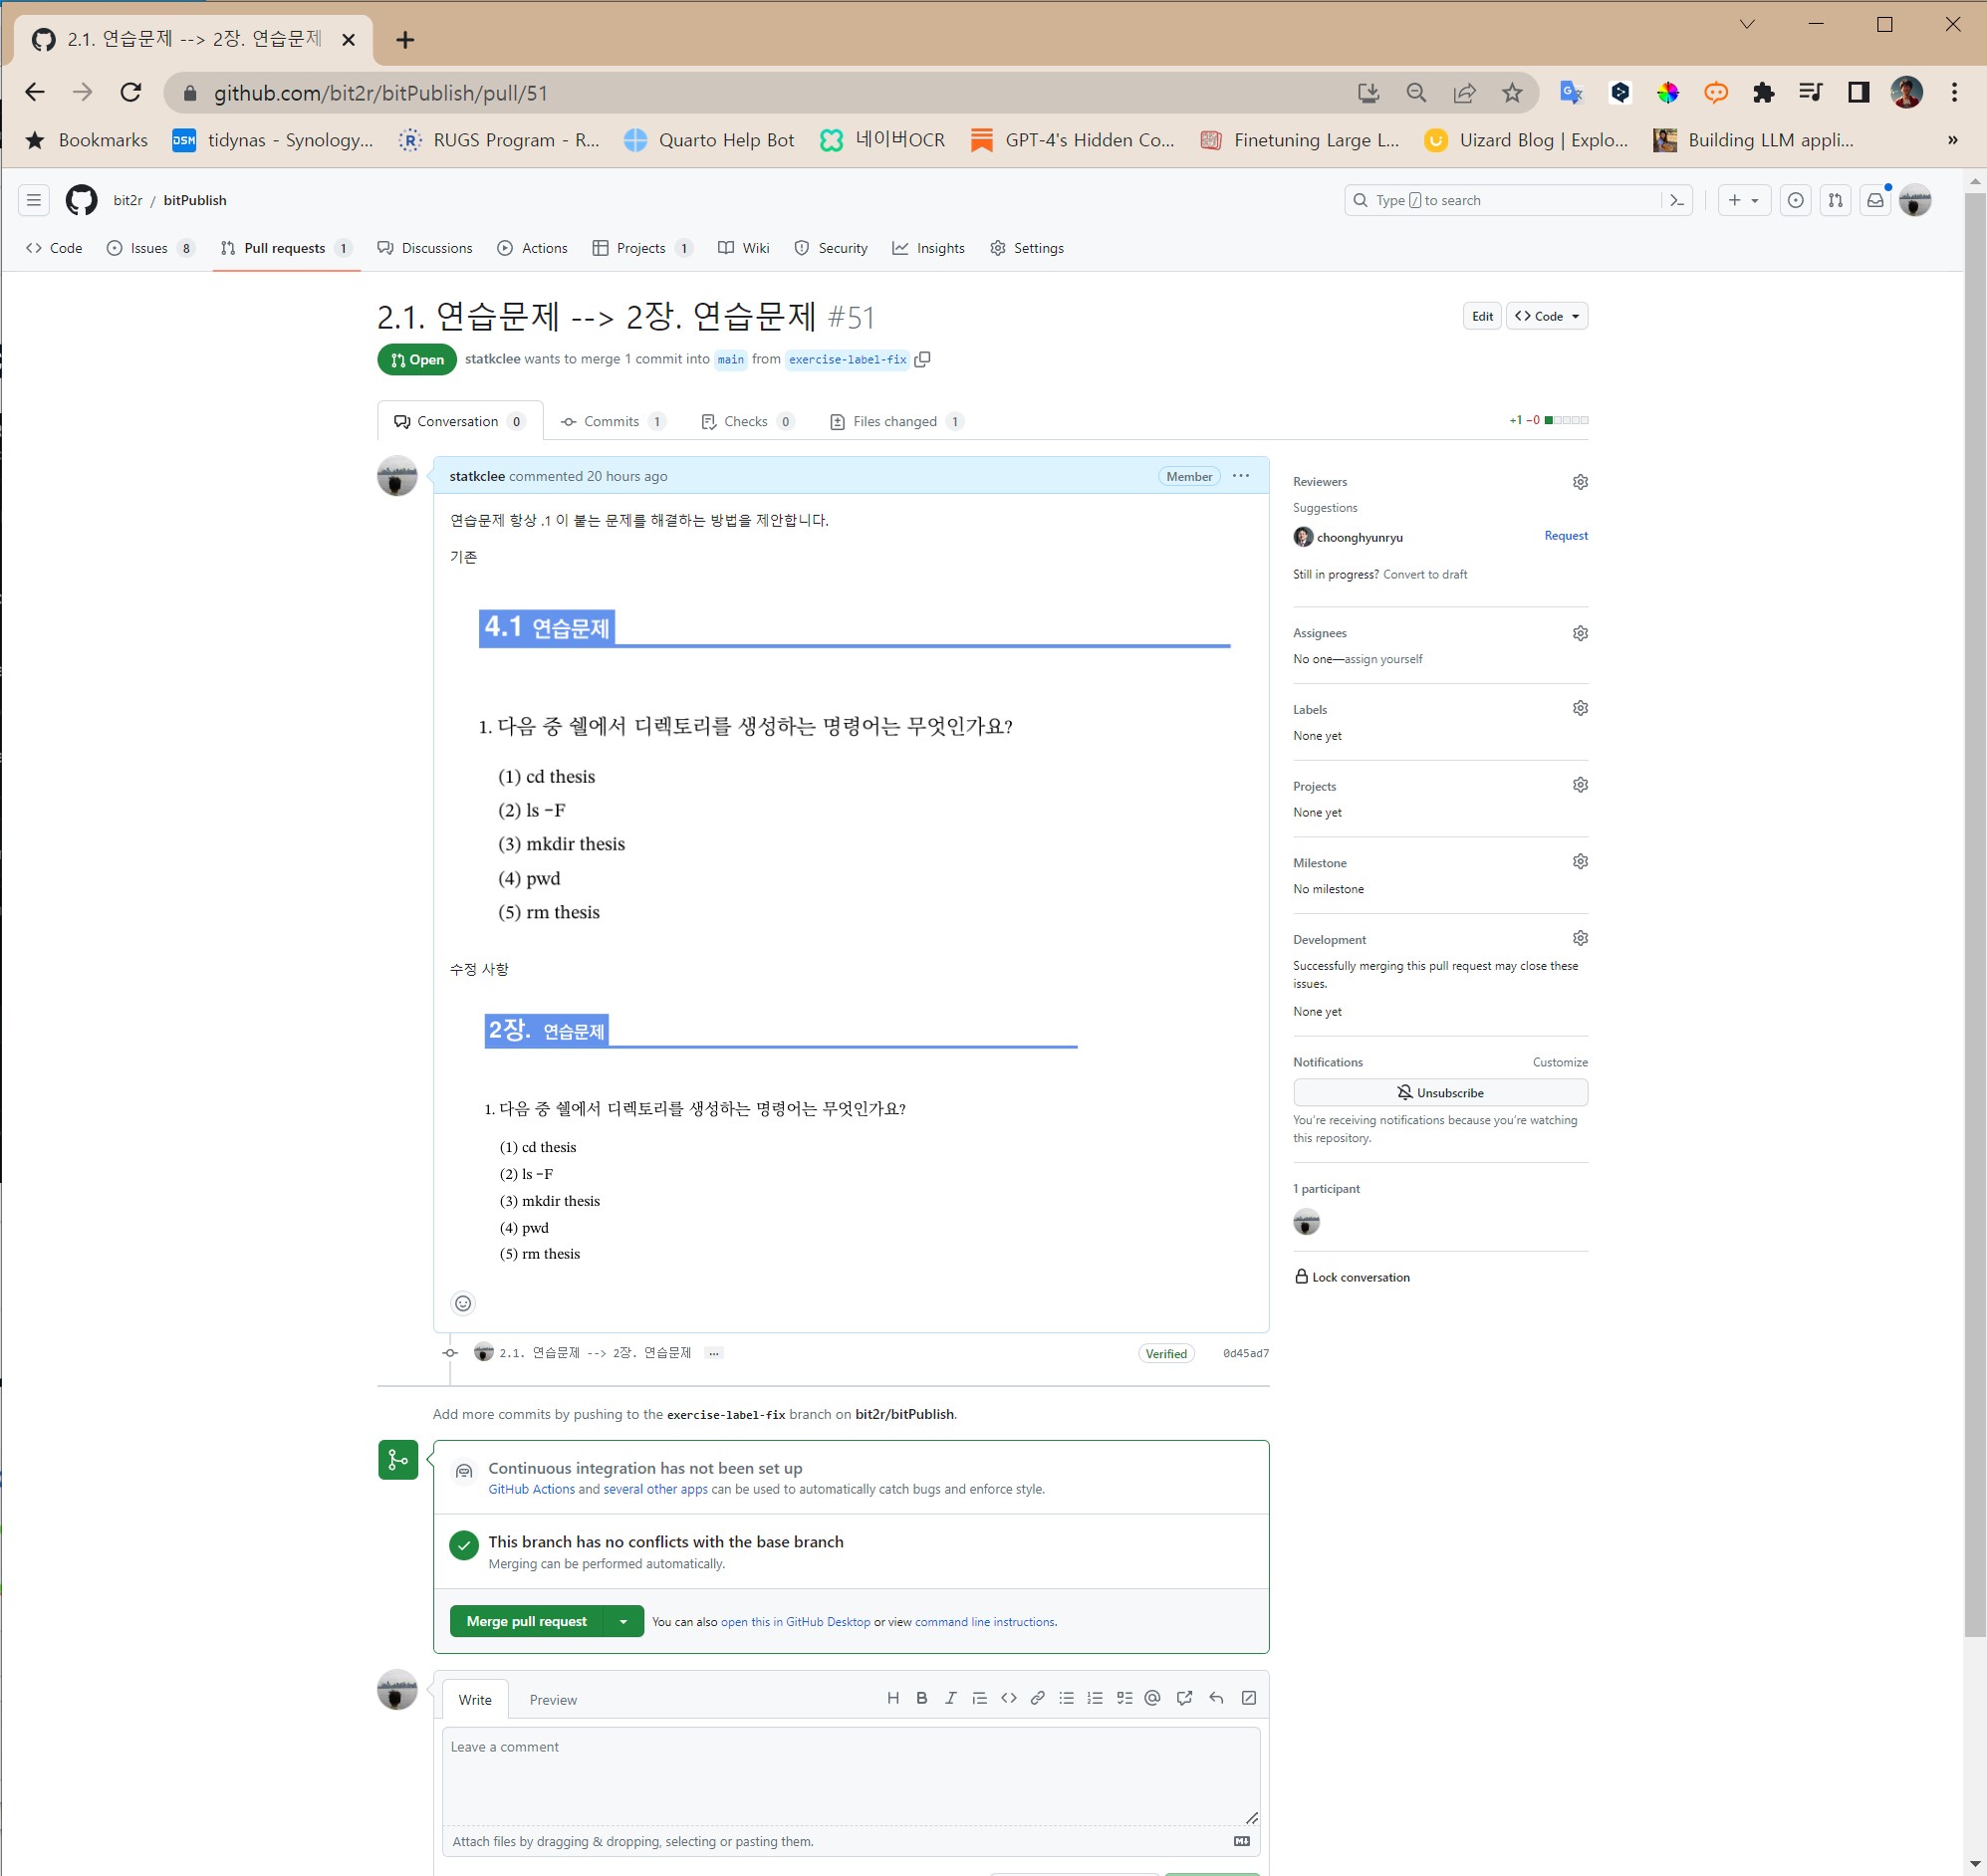 2.1. 연습문제 --> 2장. 연습문제
github.com/bit2r/bitPublish/pull/51
Bookmarks
DSM tidynas - Synology...
RUGS Program - R...
Quarto Help Bot
네이버OCR
GPT-4's Hidden Co...
Finetuning Large L...
Uizard Blog | Explo...
Building LLM appli...
»
bit2r / bitPublish
Type / to search
Code
Issues 8
Pull requests 1
Discussions
Actions
Projects 1
Wiki
Security
Insights
Settings
2.1. 연습문제 --> 2장. 연습문제 #51
Edit
Code
Open
statkclee wants to merge 1 commit into main from exercise-label-fix
Conversation 0
Commits 1
Checks 0
Files changed 1
+1 −0
statkclee commented 20 hours ago
Member
연습문제 항상 .1 이 붙는 문제를 해결하는 방법을 제안합니다.
기존
4.1 연습문제
1. 다음 중 쉘에서 디렉토리를 생성하는 명령어는 무엇인가요?
(1) cd thesis
(2) ls -F
(3) mkdir thesis
(4) pwd
(5) rm thesis
수정 사항
2장. 연습문제
1. 다음 중 쉘에서 디렉토리를 생성하는 명령어는 무엇인가요?
(1) cd thesis
(2) ls -F
(3) mkdir thesis
(4) pwd
(5) rm thesis
2.1. 연습문제 --> 2장. 연습문제 ...
Verified
0d45ad7
Add more commits by pushing to the exercise-label-fix branch on bit2r/bitPublish.
Continuous integration has not been set up
GitHub Actions and several other apps can be used to automatically catch bugs and enforce style.
This branch has no conflicts with the base branch
Merging can be performed automatically.
Merge pull request
You can also open this in GitHub Desktop or view command line instructions.
Write
Preview
Leave a comment
Attach files by dragging & dropping, selecting or pasting them.
Reviewers
Suggestions
choonghyunryu
Request
Still in progress? Convert to draft
Assignees
No one—assign yourself
Labels
None yet
Projects
None yet
Milestone
No milestone
Development
Successfully merging this pull request may close these
issues.
None yet
Notifications
Customize
Unsubscribe
You're receiving notifications because you're watching
this repository.
1 participant
Lock conversation